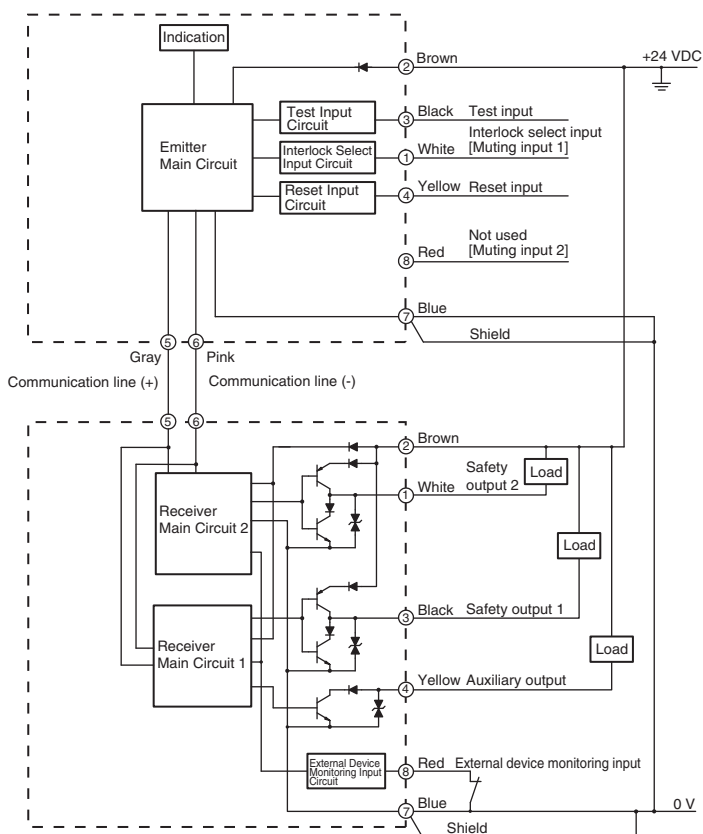 Indication
+24 VDC
2 Brown
Test Input
Circuit
3 Black Test input
Emitter
Main Circuit
Interlock Select
Input Circuit
1 White Interlock select input
[Muting input 1]
Reset Input
Circuit
4 Yellow Reset input
8 Red Not used
[Muting input 2]
7 Blue
Shield
5 6
Gray Pink
Communication line (+) Communication line (-)
5 6
2 Brown
Receiver
Main Circuit 2
1 White Safety
output 2
Load
Load
3 Black Safety output 1
Receiver
Main Circuit 1
Load
4 Yellow Auxiliary output
External Device
Monitoring Input
Circuit
8 Red External device monitoring input
7 Blue
0 V
Shield